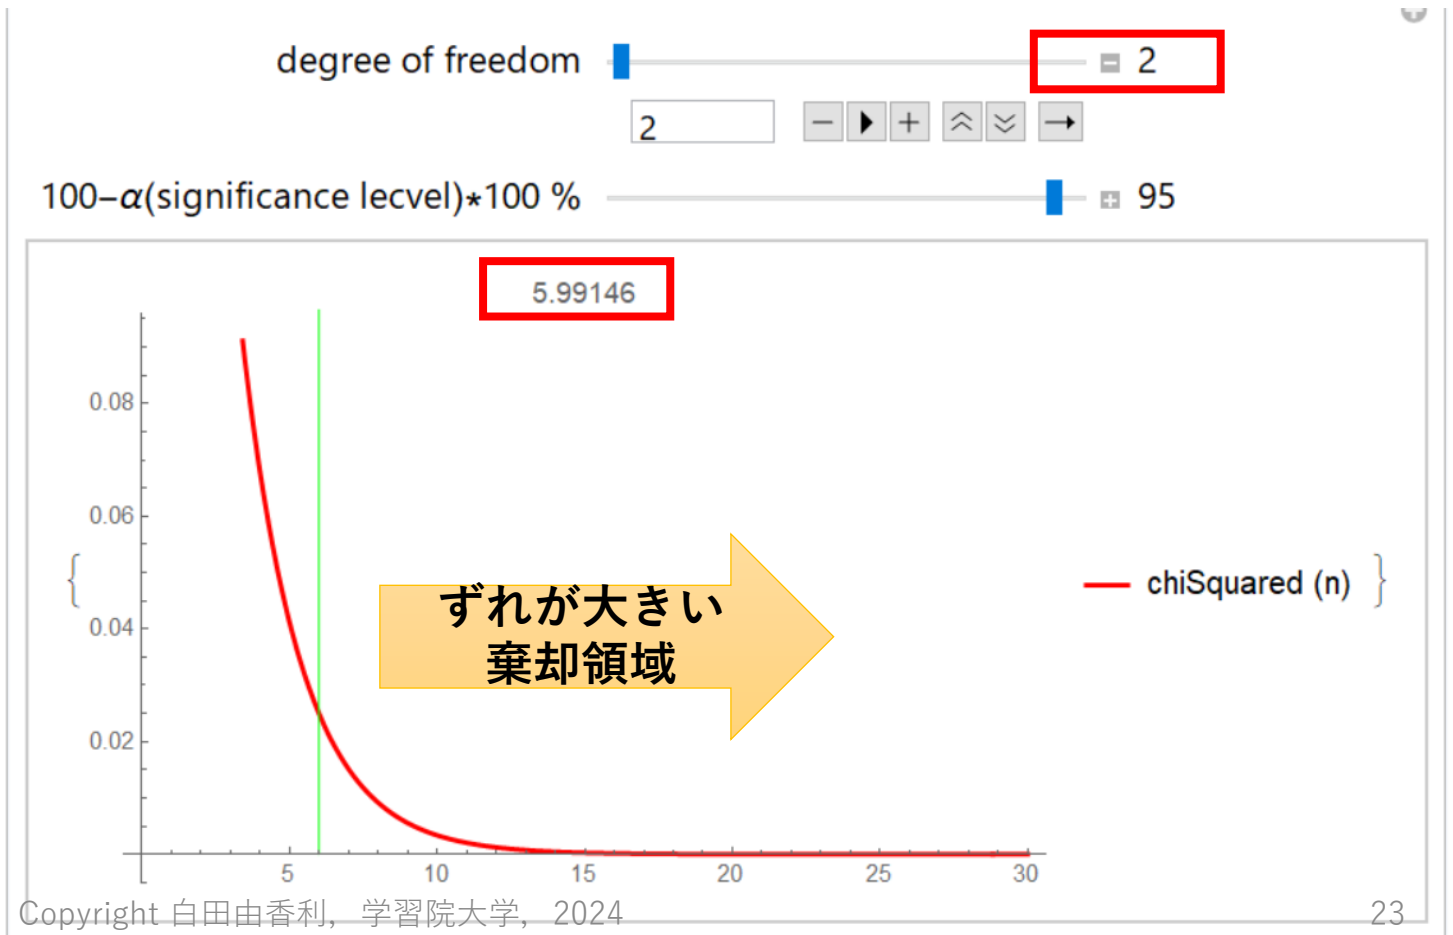 degree of freedom 2
2
100−α(significance lecvel)*100 % 95
5.99146
0.08
0.06
0.04
0.02
ずれが大きい
棄却領域
{ chiSquared (n) }
5 10 15 20 25 30
Copyright 白田由香利, 学習院大学, 2024 23